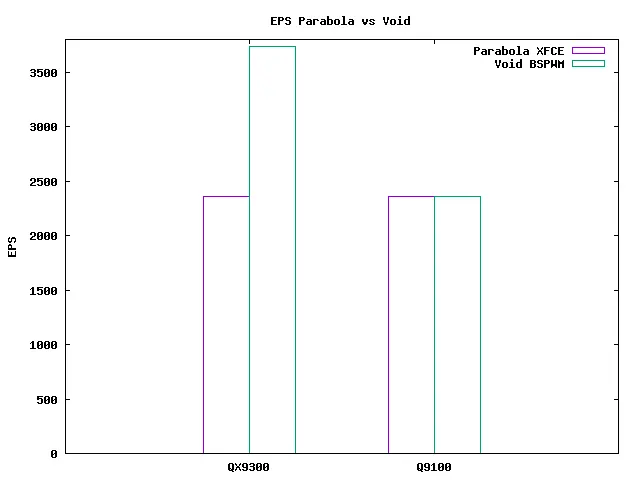 EPS Parabola vs Void
Parabola XFCE
Void BSPWM
3500
3000
2500
2000
1500
1000
500
0
EPS
QX9300
Q9100